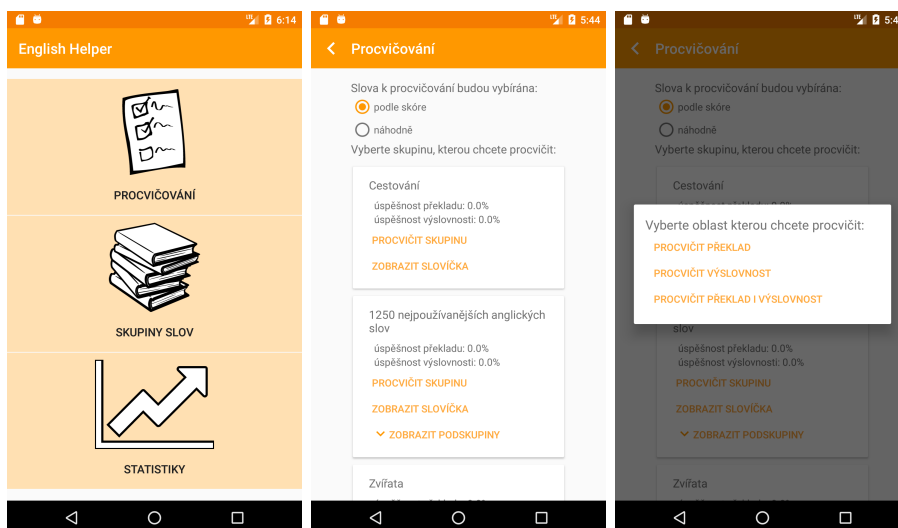 6:14
English Helper
PROCVIČOVÁNÍ
SKUPINY SLOV
STATISTIKY
5:44
Procvičování
Slova k procvičování budou vybírána:
podle skóre
náhodně
Vyberte skupinu, kterou chcete procvičit:
Cestování
úspěšnost překladu: 0.0%
úspěšnost výslovnosti: 0.0%
PROCVIČIT SKUPINU
ZOBRAZIT SLOVÍČKA
1250 nejpoužívanějších anglických
slov
úspěšnost překladu: 0.0%
úspěšnost výslovnosti: 0.0%
PROCVIČIT SKUPINU
ZOBRAZIT SLOVÍČKA
ZOBRAZIT PODSKUPINY
Zvířata
5:4
Procvičování
Slova k procvičování budou vybírána:
podle skóre
náhodně
Vyberte skupinu, kterou chcete procvičit:
Cestování
Vyberte oblast kterou chcete procvičit:
PROCVIČIT PŘEKLAD
PROCVIČIT VÝSLOVNOST
PROCVIČIT PŘEKLAD I VÝSLOVNOST
slov
úspěšnost překladu: 0.0%
úspěšnost výslovnosti: 0.0%
PROCVIČIT SKUPINU
ZOBRAZIT SLOVÍČKA
ZOBRAZIT PODSKUPINY
Zvířata